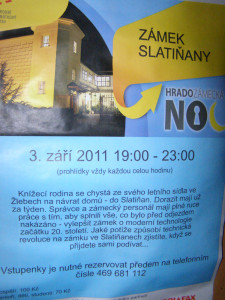 ZÁMEK
SLATIŇANY
HRADOZÁMECKÁ
NOC
3. září 2011 19:00 - 23:00
(prohlídky vždy každou celou hodinu)
Knížecí rodina se chystá ze svého letního sídla ve
Žlebech na návrat domů - do Slatiňan. Dorazit mají už
za týden. Správce a zámecký personál mají plné ruce
práce s tím, aby splnili vše, co bylo před odjezdem
nakázáno - vylepšit zámek o moderní technologie
začátku 20. století. Jaké potíže způsobí technická
revoluce na zámku ve Slatiňanech zjistíte, když se
přijdete sami podívat...
Vstupenky je nutné rezervovat předem na telefonním
čísle 469 681 112